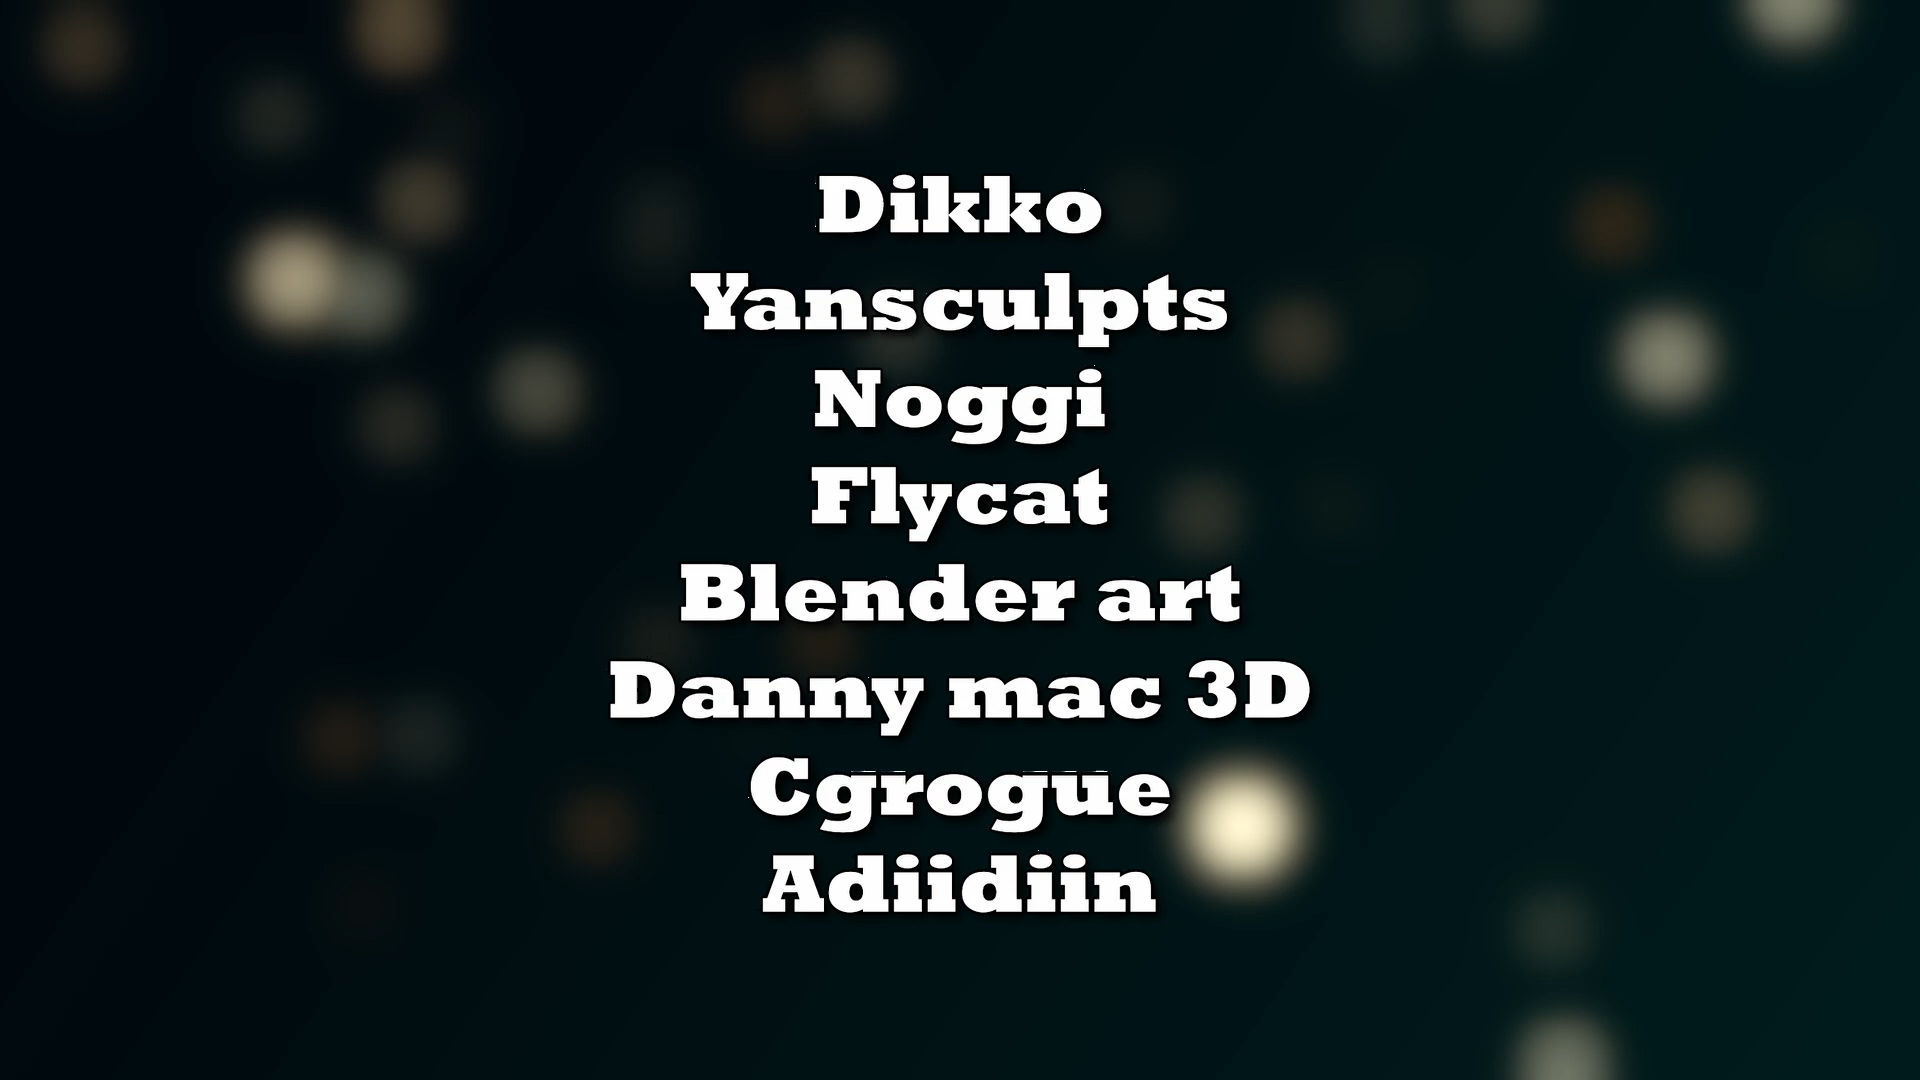 Dikko
Yansculpts
Noggi
Flycat
Blender art
Danny mac 3D
Cgrogue
Adiidiin